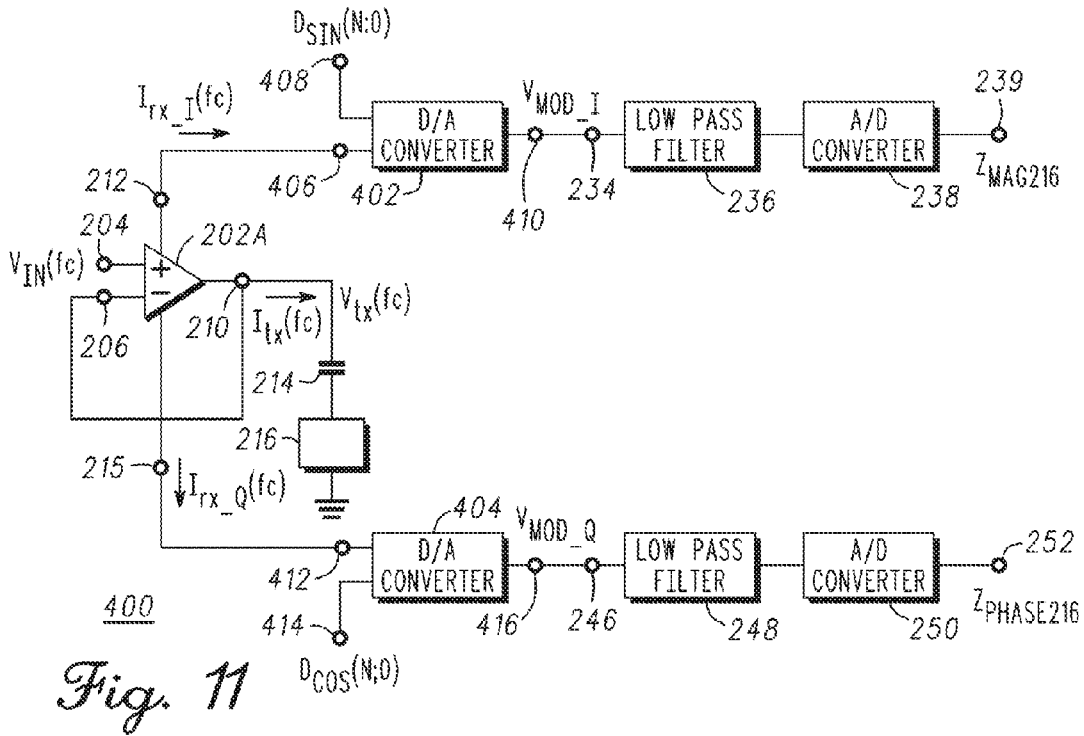 D_SIN(N:0)
408
I_rx_I(fc)
D/A
CONVERTER
V_MOD_I
LOW PASS
FILTER
A/D
CONVERTER
239
212
406
402
410
234
236
238
Z_MAG216
204
202A
V_IN(fc)
+
−
206
210
I_tx(fc)
V_tx(fc)
214
216
215
I_rx_Q(fc)
404
D/A
CONVERTER
V_MOD_Q
LOW PASS
FILTER
A/D
CONVERTER
252
412
416
246
248
250
Z_PHASE216
400
414
D_COS(N;0)
Fig. 11